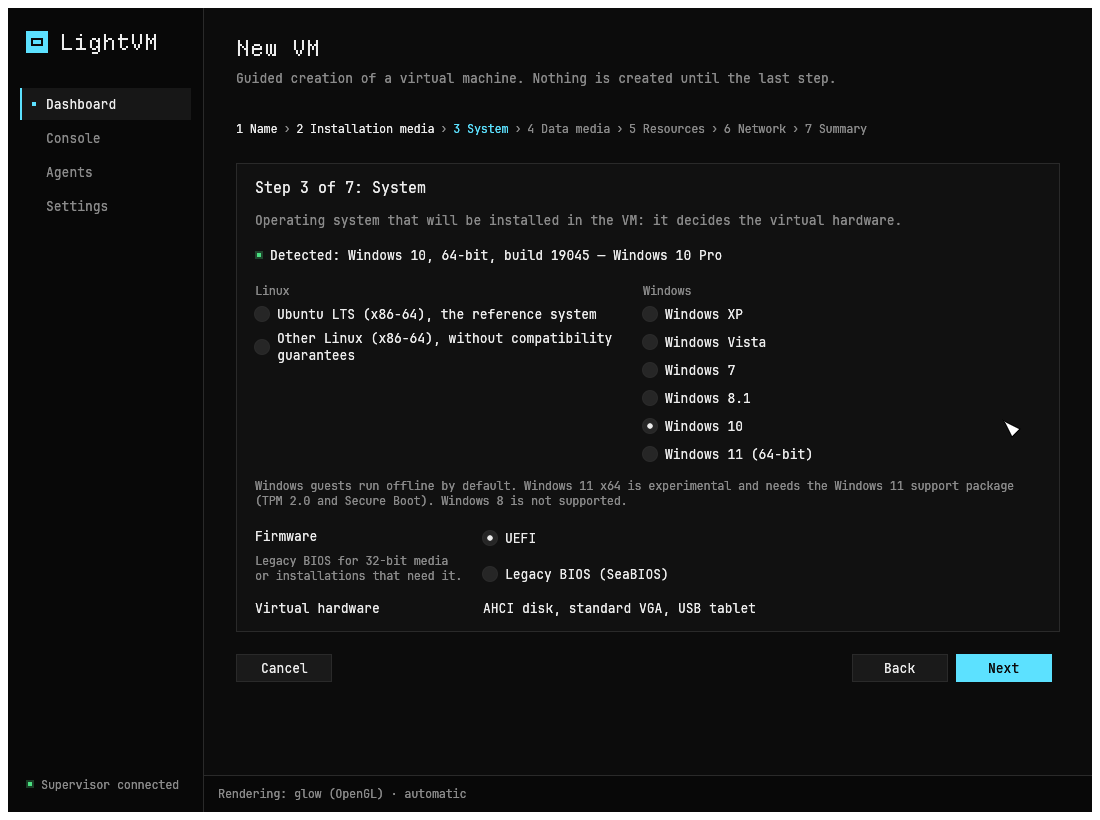 LightVM
Dashboard
Console
Agents
Settings
Supervisor connected
New VM
Guided creation of a virtual machine. Nothing is created until the last step.
1 Name › 2 Installation media › 3 System › 4 Data media › 5 Resources › 6 Network › 7 Summary
Step 3 of 7: System
Operating system that will be installed in the VM: it decides the virtual hardware.
Detected: Windows 10, 64-bit, build 19045 — Windows 10 Pro
Linux
Ubuntu LTS (x86-64), the reference system
Other Linux (x86-64), without compatibility
guarantees
Windows
Windows XP
Windows Vista
Windows 7
Windows 8.1
Windows 10
Windows 11 (64-bit)
Windows guests run offline by default. Windows 11 x64 is experimental and needs the Windows 11 support package
(TPM 2.0 and Secure Boot). Windows 8 is not supported.
Firmware
Legacy BIOS for 32-bit media
or installations that need it.
UEFI
Legacy BIOS (SeaBIOS)
Virtual hardware
AHCI disk, standard VGA, USB tablet
Cancel
Back
Next
Rendering: glow (OpenGL) · automatic